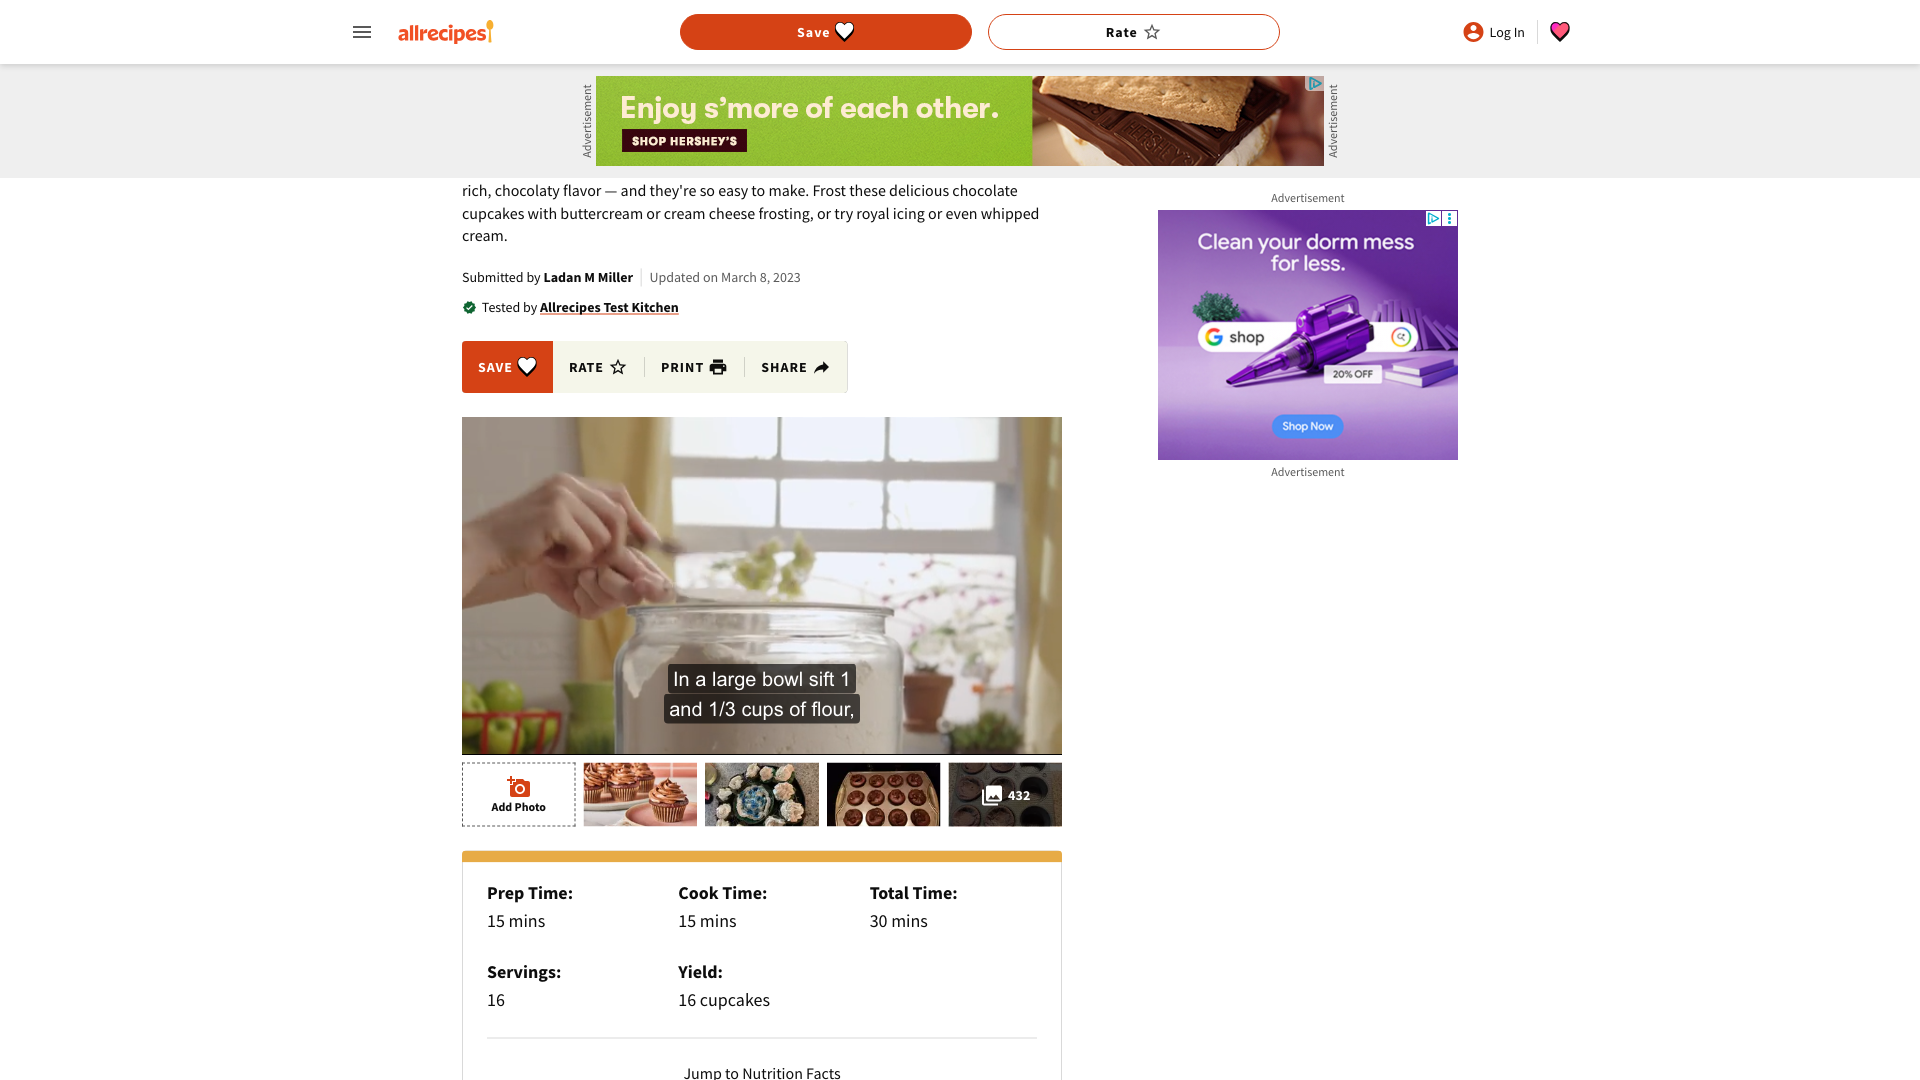 allrecipes
Save
Rate
Log In
Advertisement
Enjoy s'more of each other.
SHOP HERSHEY'S
HERSHEY'S
Advertisement
rich, chocolaty flavor — and they're so easy to make. Frost these delicious chocolate
cupcakes with buttercream or cream cheese frosting, or try royal icing or even whipped
cream.
Submitted by Ladan M Miller
Updated on March 8, 2023
Tested by Allrecipes Test Kitchen
SAVE
RATE
PRINT
SHARE
In a large bowl sift 1
and 1/3 cups of flour,
Add Photo
432
Prep Time:
15 mins
Cook Time:
15 mins
Total Time:
30 mins
Servings:
16
Yield:
16 cupcakes
Jump to Nutrition Facts
Advertisement
Clean your dorm mess
for less.
G shop
20% OFF
Shop Now
Advertisement